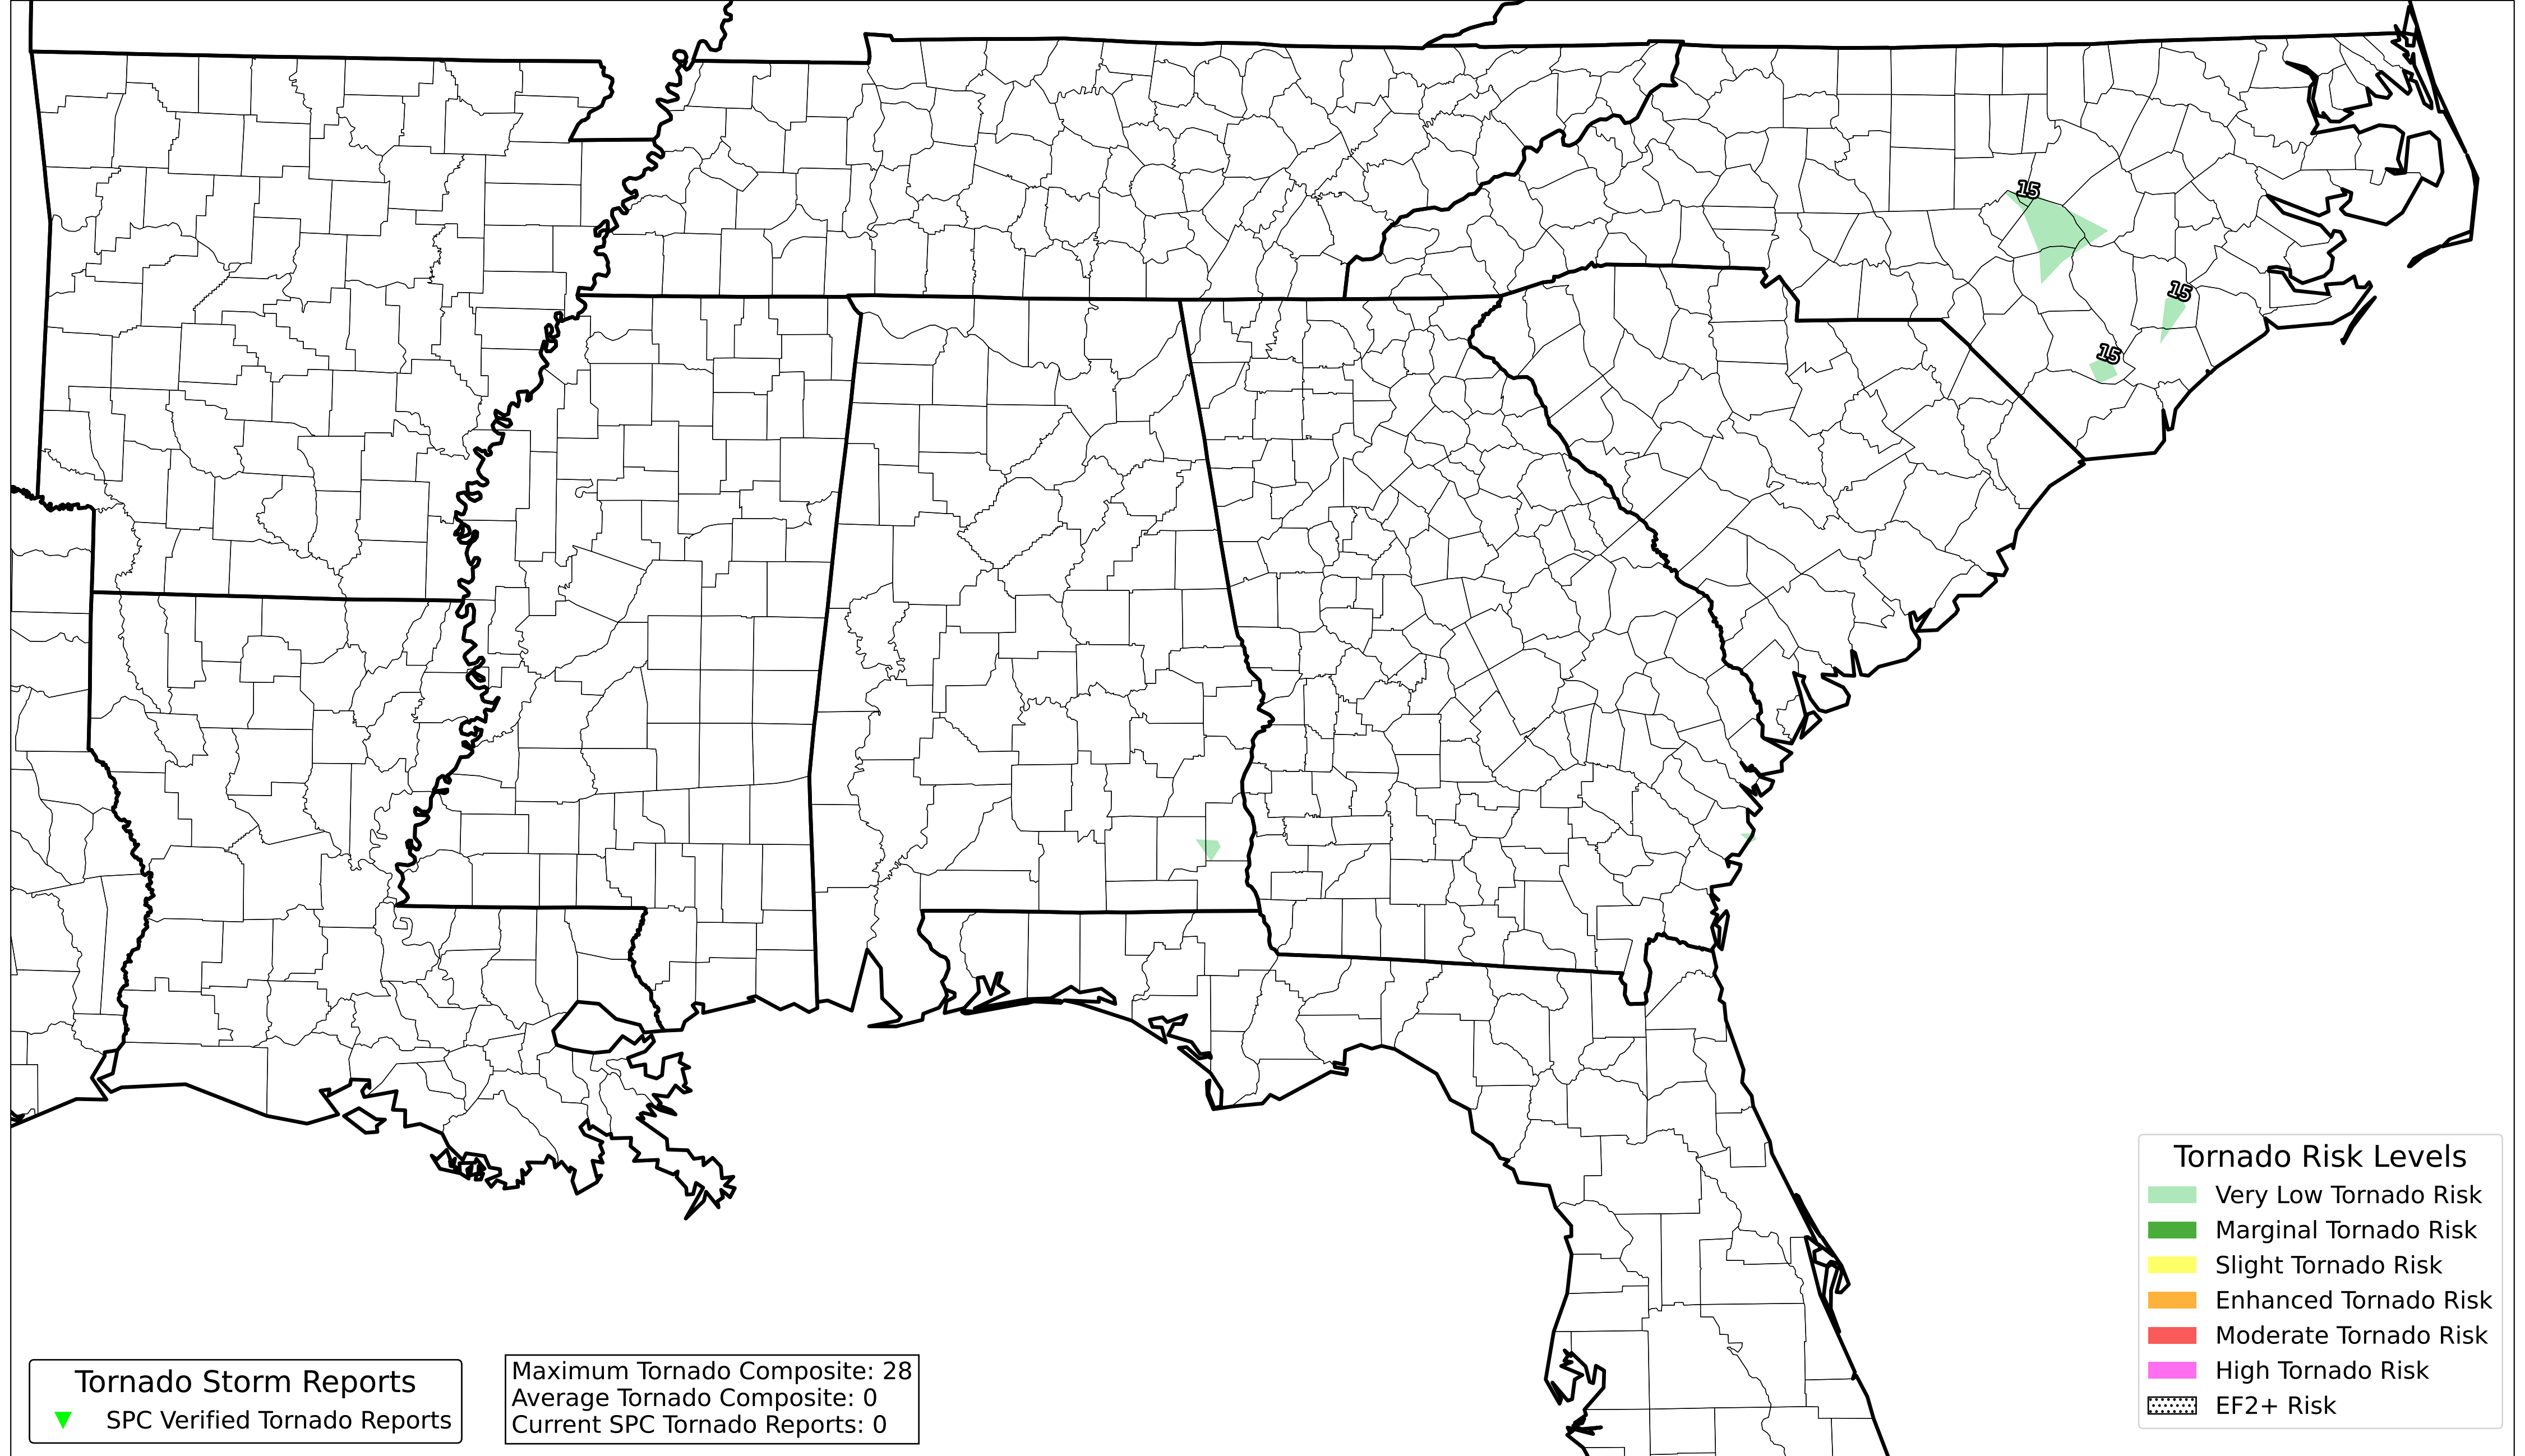 15
15
15
Tornado Risk Levels
Very Low Tornado Risk
Marginal Tornado Risk
Slight Tornado Risk
Enhanced Tornado Risk
Moderate Tornado Risk
High Tornado Risk
EF2+ Risk
Tornado Storm Reports
SPC Verified Tornado Reports
Maximum Tornado Composite: 28
Average Tornado Composite: 0
Current SPC Tornado Reports: 0